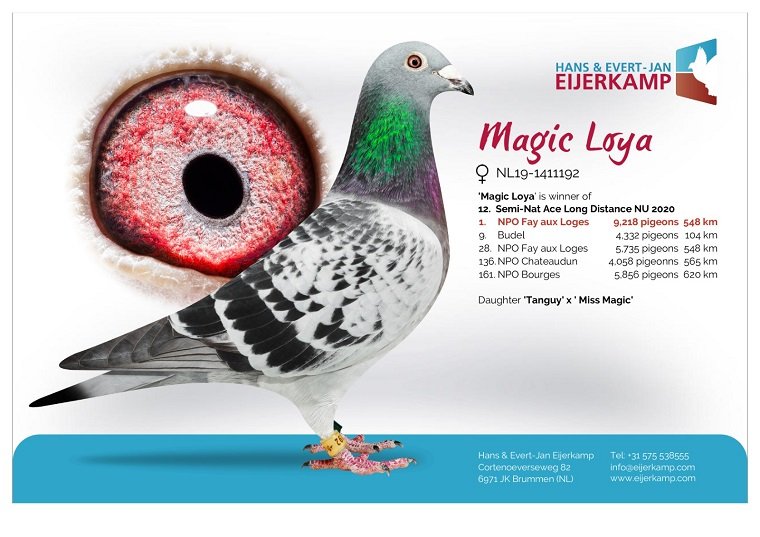 HANS & EVERT-JAN
EIJERKAMP
Magic Loya
♀ NL19-1411192
'Magic Loya' is winner of
12. Semi-Nat Ace Long Distance NU 2020
1. NPO Fay aux Loges 9,218 pigeons 548 km
9. Budel 4,332 pigeons 104 km
28. NPO Fay aux Loges 5,735 pigeons 548 km
136. NPO Chateaudun 4,058 pigeonns 565 km
161. NPO Bourges 5,856 pigeons 620 km
Daughter 'Tanguy' x ' Miss Magic'
Hans & Evert-Jan Eijerkamp Tel: +31 575 538555
Cortenoeverseweg 82 info@eijerkamp.com
6971 JK Brummen (NL) www.eijerkamp.com